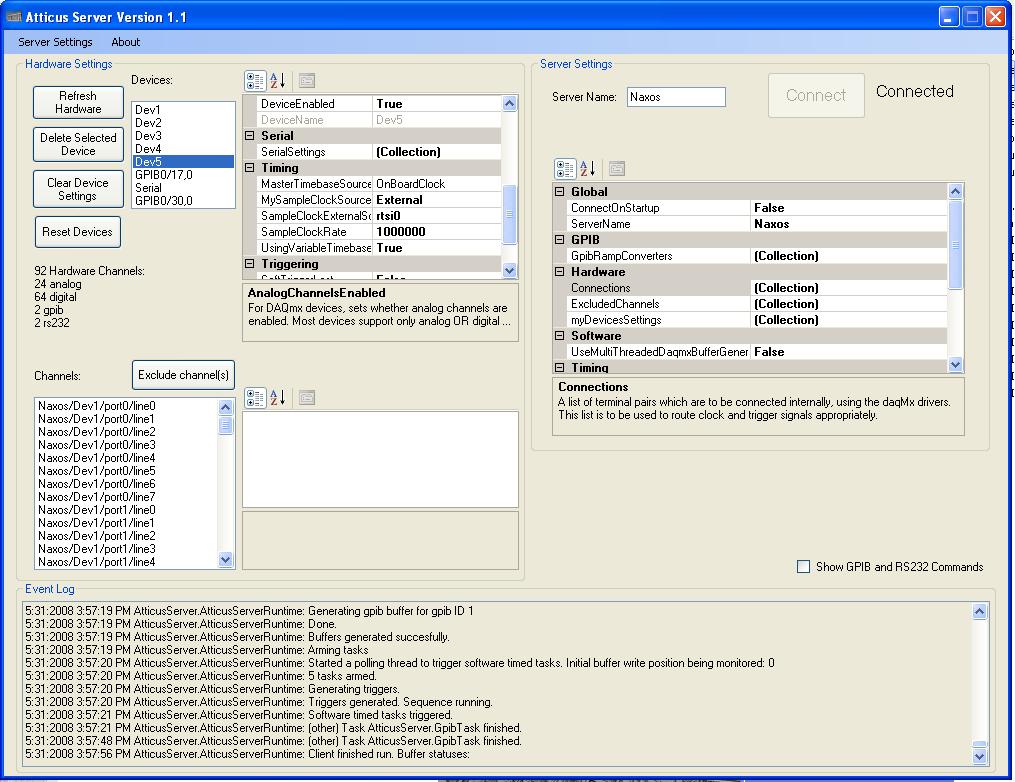 Atticus Server Version 1.1
Server Settings About
Hardware Settings
Refresh Hardware
Delete Selected Device
Clear Device Settings
Reset Devices
Devices:
Dev1
Dev2
Dev3
Dev4
Dev5
GPIB0/17,0
Serial
GPIB0/30,0
92 Hardware Channels:
24 analog
64 digital
2 gpib
2 rs232
DeviceEnabled True
DeviceName Dev5
Serial
SerialSettings (Collection)
Timing
MasterTimebaseSource OnBoardClock
MySampleClockSource External
SampleClockExternalSo rtsi0
SampleClockRate 1000000
UsingVariableTimebase True
Triggering
SoftTriggerLast False
AnalogChannelsEnabled
For DAQmx devices, sets whether analog channels are
enabled. Most devices support only analog OR digital ...
Channels:
Exclude channel(s)
Naxos/Dev1/port0/line0
Naxos/Dev1/port0/line1
Naxos/Dev1/port0/line2
Naxos/Dev1/port0/line3
Naxos/Dev1/port0/line4
Naxos/Dev1/port0/line5
Naxos/Dev1/port0/line6
Naxos/Dev1/port0/line7
Naxos/Dev1/port1/line0
Naxos/Dev1/port1/line1
Naxos/Dev1/port1/line2
Naxos/Dev1/port1/line3
Naxos/Dev1/port1/line4
Server Settings
Server Name: Naxos
Connect
Connected
Global
ConnectOnStartup False
ServerName Naxos
GPIB
GpibRampConverters (Collection)
Hardware
Connections (Collection)
ExcludedChannels (Collection)
myDevicesSettings (Collection)
Software
UseMultiThreadedDaqmxBufferGener False
Timing
Connections
A list of terminal pairs which are to be connected internally, using the daqMx drivers.
This list is to be used to route clock and trigger signals appropriately.
Show GPIB and RS232 Commands
Event Log
5:31:2008 3:57:19 PM AtticusServer.AtticusServerRuntime: Generating gpib buffer for gpib ID 1
5:31:2008 3:57:19 PM AtticusServer.AtticusServerRuntime: Done.
5:31:2008 3:57:19 PM AtticusServer.AtticusServerRuntime: Buffers generated succesfully.
5:31:2008 3:57:19 PM AtticusServer.AtticusServerRuntime: Arming tasks
5:31:2008 3:57:20 PM AtticusServer.AtticusServerRuntime: Started a polling thread to trigger software timed tasks. Initial buffer write position being monitored: 0
5:31:2008 3:57:20 PM AtticusServer.AtticusServerRuntime: 5 tasks armed.
5:31:2008 3:57:20 PM AtticusServer.AtticusServerRuntime: Generating triggers.
5:31:2008 3:57:20 PM AtticusServer.AtticusServerRuntime: Triggers generated. Sequence running.
5:31:2008 3:57:21 PM AtticusServer.AtticusServerRuntime: Software timed tasks triggered.
5:31:2008 3:57:21 PM AtticusServer.AtticusServerRuntime: (other) Task AtticusServer.GpibTask finished.
5:31:2008 3:57:48 PM AtticusServer.AtticusServerRuntime: (other) Task AtticusServer.GpibTask finished.
5:31:2008 3:57:56 PM AtticusServer.AtticusServerRuntime: Client finished run. Buffer statuses: